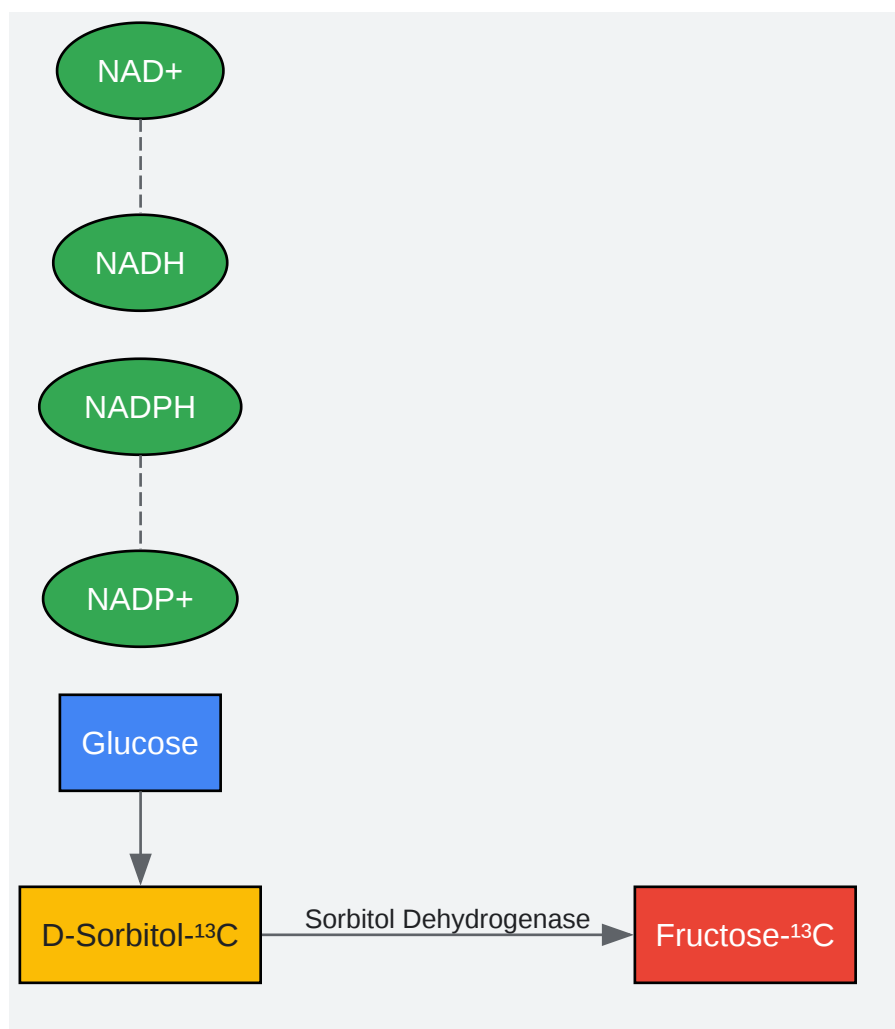 NAD+
NADH
NADPH
NADP+
Glucose
D-Sorbitol-¹³C
Sorbitol Dehydrogenase
Fructose-¹³C